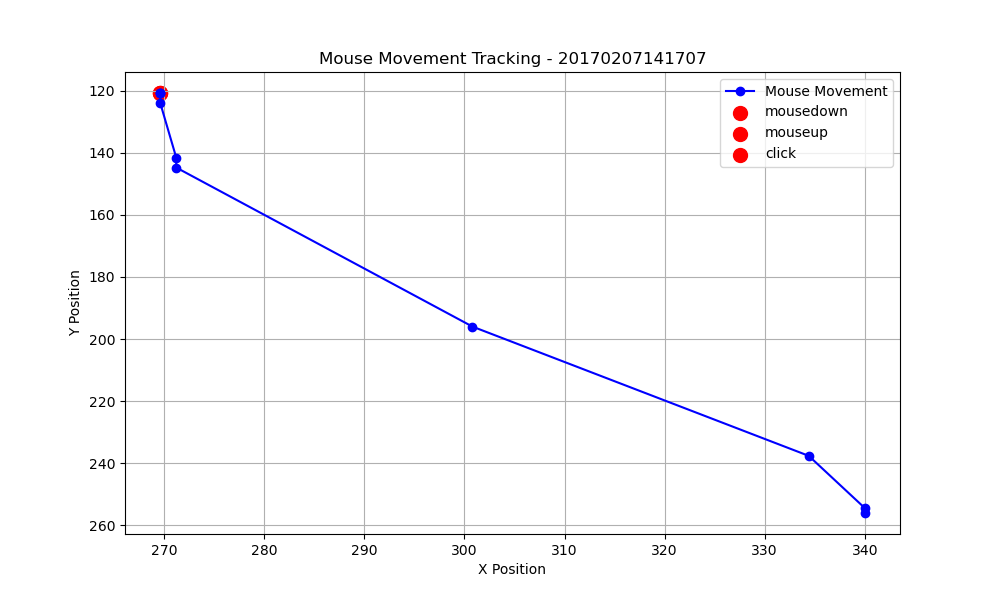 Mouse Movement Tracking - 20170207141707
Mouse Movement
mousedown
mouseup
click
120
140
160
180
200
220
240
260
Y Position
270 280 290 300 310 320 330 340
X Position